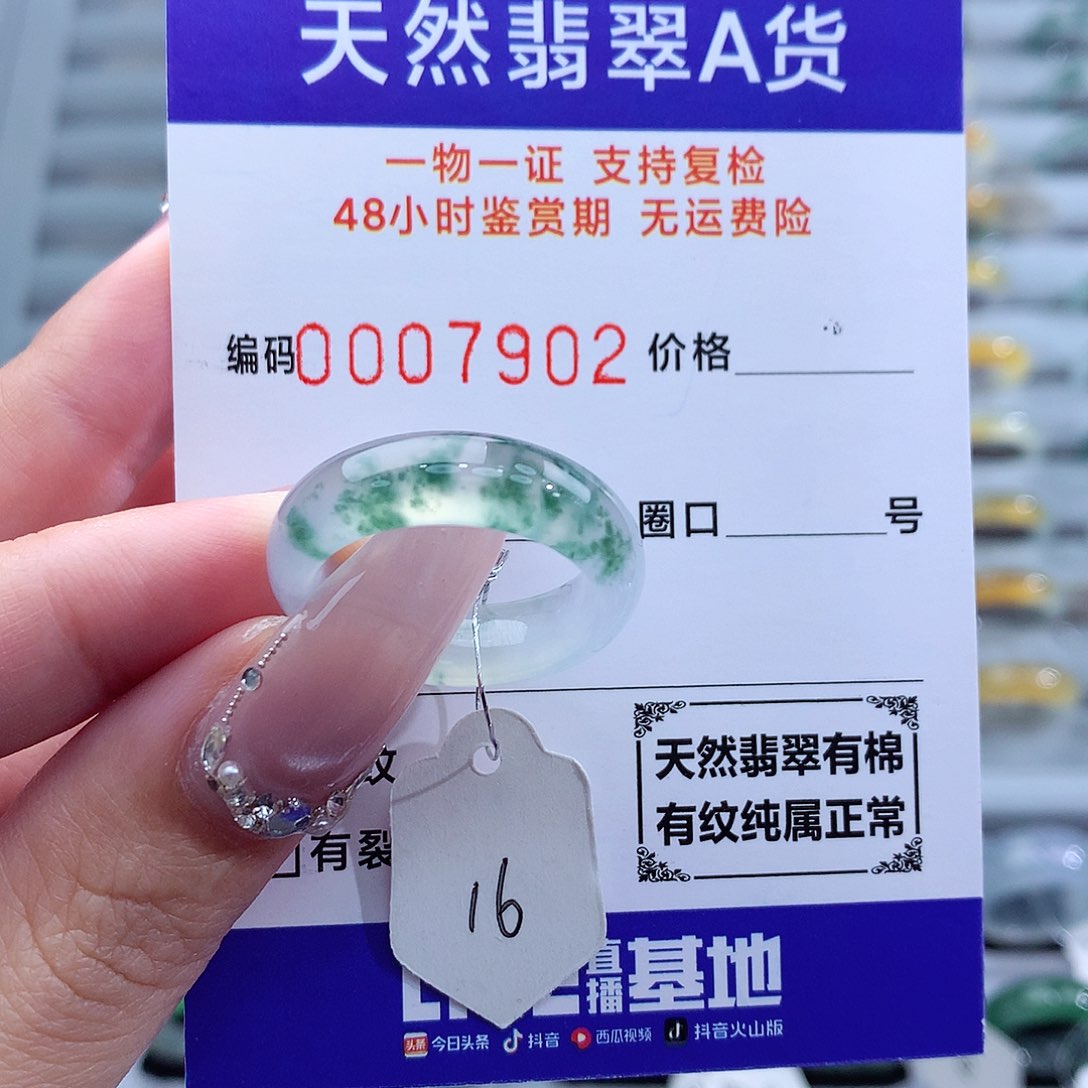 天然翡翠A货
一物一证 支持复检
48小时鉴赏期 无运费险
编码0007902 价格
圈口 号
天然翡翠有棉
有纹纯属正常
纹
有裂
16
直播基地
头条 今日头条 抖音 西瓜视频 抖音火山版